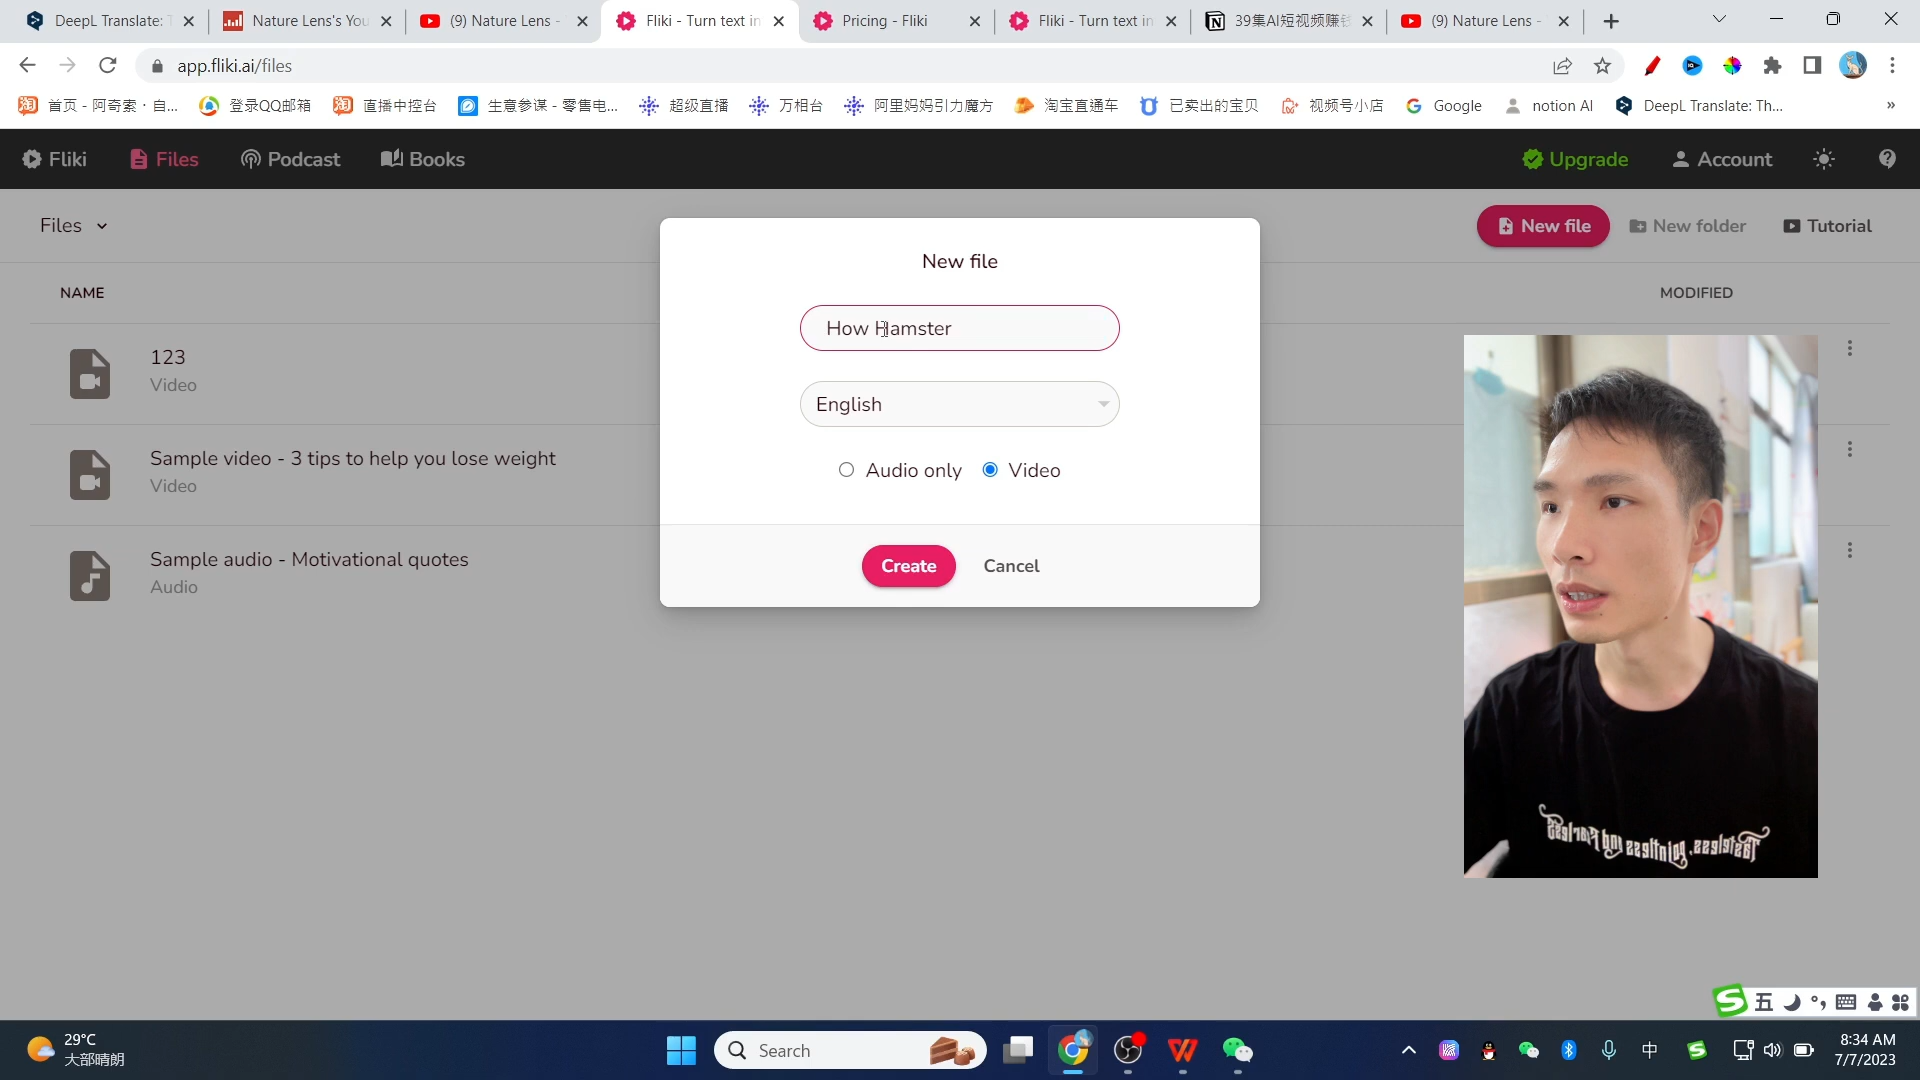 DeepL Translate: T
Nature Lens's You
(9) Nature Lens -
Fliki - Turn text in
Pricing - Fliki
Fliki - Turn text in
39集AI短视频赚钱
(9) Nature Lens -
app.fliki.ai/files
首页 - 阿奇索 · 自...
登录QQ邮箱
直播中控台
生意参谋 - 零售电...
超级直播
万相台
阿里妈妈引力魔方
淘宝直通车
已卖出的宝贝
视频号小店
Google
notion AI
DeepL Translate: Th...
Fliki
Files
Podcast
Books
Upgrade
Account
Files
New file
New folder
Tutorial
NAME
MODIFIED
123
Video
Sample video - 3 tips to help you lose weight
Video
Sample audio - Motivational quotes
Audio
New file
How Hamster
English
Audio only
Video
Create
Cancel
五
29°C
大部晴朗
Search
中
8:34 AM
7/7/2023